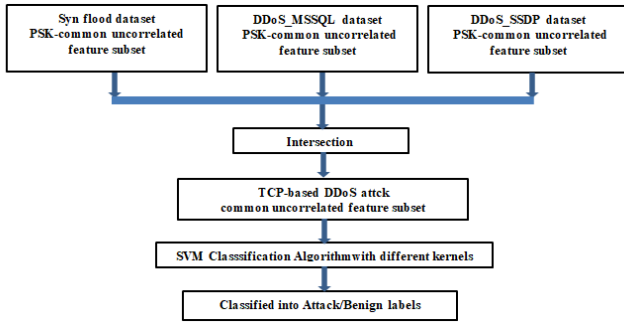 Syn flood dataset
PSK-common uncorrelated
feature subset
DDoS_MSSQL dataset
PSK-common uncorrelated
feature subset
DDoS_SSDP dataset
PSK-common uncorrelated
feature subset
Intersection
TCP-based DDoS attck
common uncorrelated feature subset
SVM Classsification Algorithmwith different kernels
Classified into Attack/Benign labels